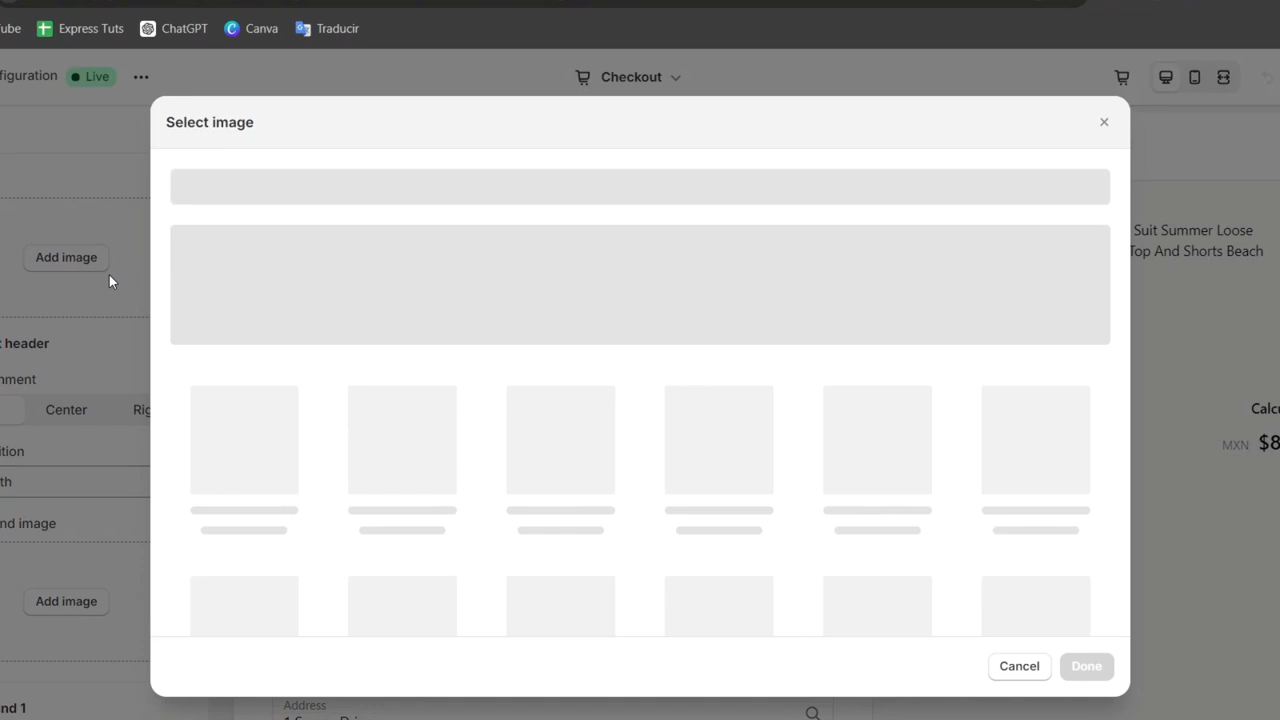 Express Tuts
ChatGPT
Canva
Traducir
Live
Checkout
Select image
Add image
Suit Summer Loose
Top And Shorts Beach
header
Center
MXN
Add image
Address
Cancel
Done